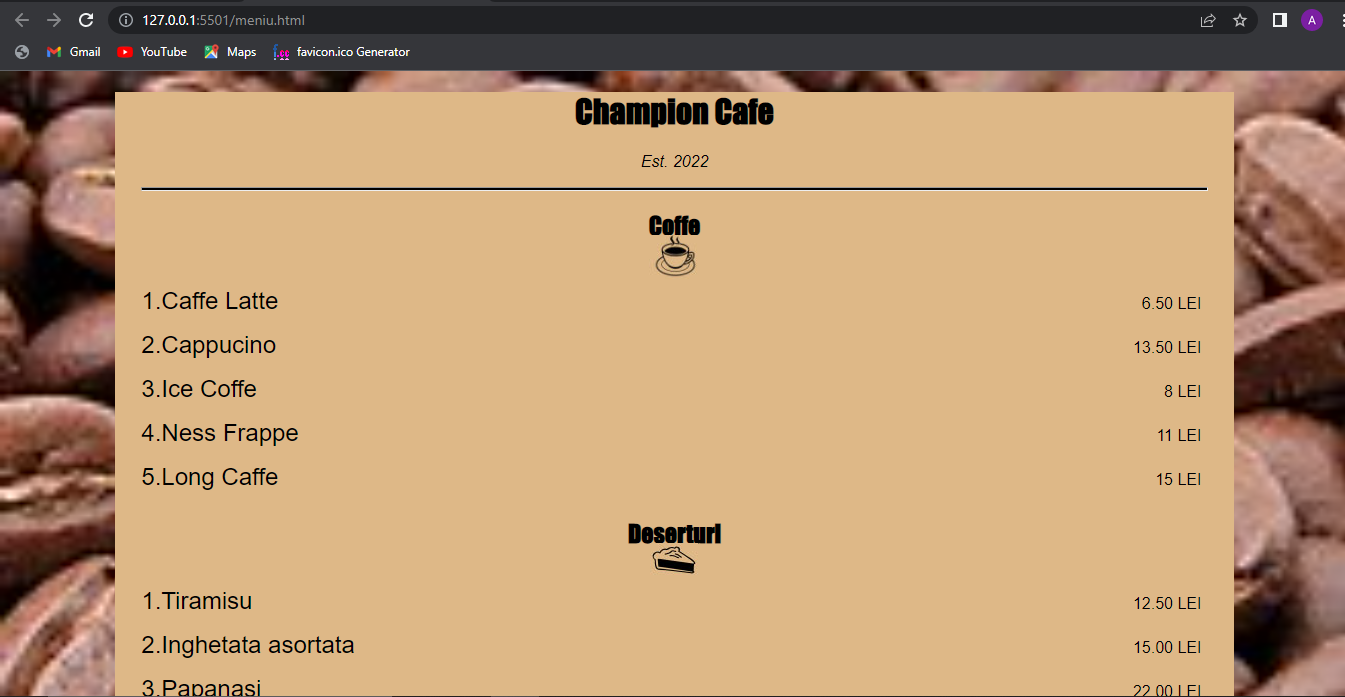 127.0.0.1:5501/meniu.html
A
Gmail YouTube Maps favicon.ico Generator
Champion Cafe
Est. 2022
Coffe
1.Caffe Latte 6.50 LEI
2.Cappucino 13.50 LEI
3.Ice Coffe 8 LEI
4.Ness Frappe 11 LEI
5.Long Caffe 15 LEI
Deserturi
1.Tiramisu 12.50 LEI
2.Inghetata asortata 15.00 LEI
3.Papanasi 22.00 LEI